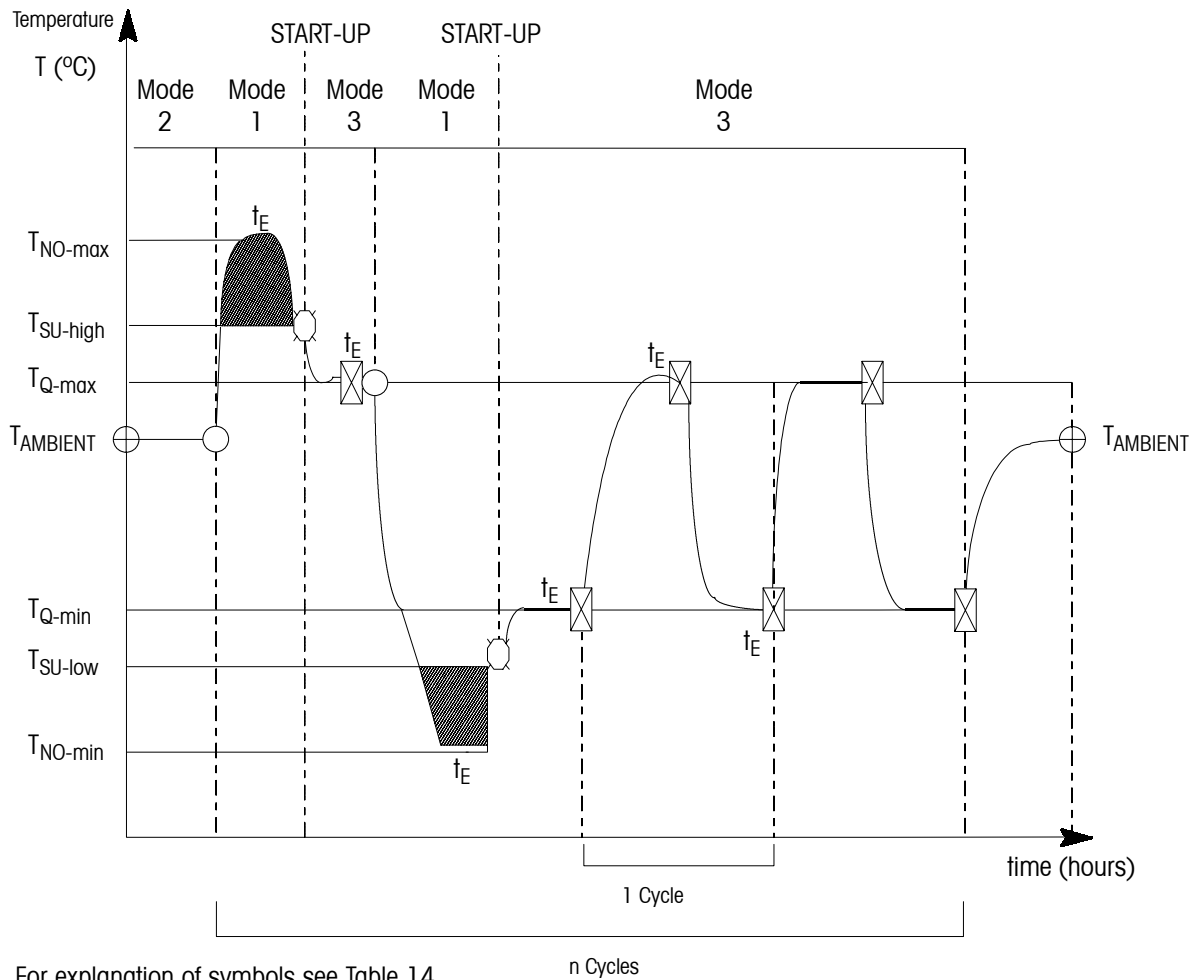 Temperature
T (ºC)
START-UP START-UP
Mode Mode Mode Mode Mode
2 1 3 1 3
tE
TNO-max
TSU-high
tE tE
TQ-max
TAMBIENT TAMBIENT
tE
TQ-min
tE
TSU-low
TNO-min
tE
time (hours)
1 Cycle
n Cycles
For explanation of symbols see Table 14